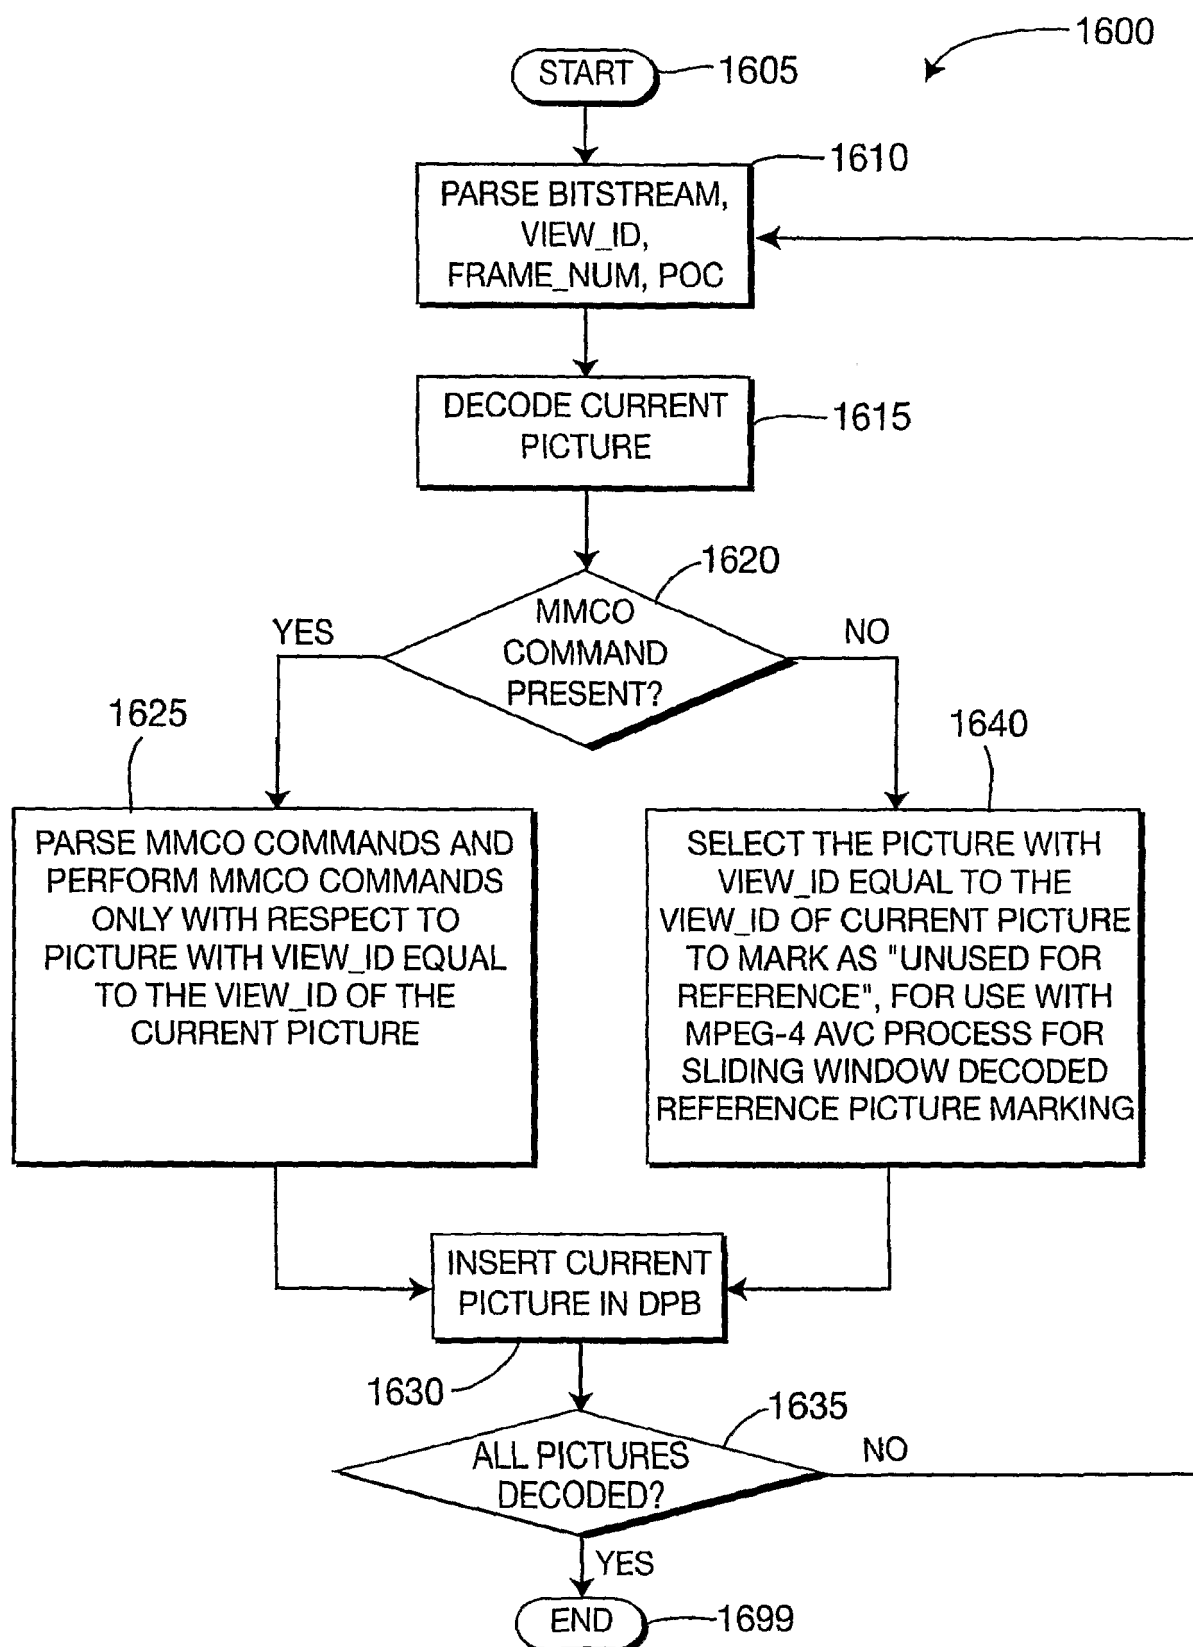 1600
START
1605
1610
PARSE BITSTREAM,
VIEW_ID,
FRAME_NUM, POC
DECODE CURRENT
PICTURE
1615
1620
MMCO
COMMAND
PRESENT?
YES
NO
1625
1640
PARSE MMCO COMMANDS AND
PERFORM MMCO COMMANDS
ONLY WITH RESPECT TO
PICTURE WITH VIEW_ID EQUAL
TO THE VIEW_ID OF THE
CURRENT PICTURE
SELECT THE PICTURE WITH
VIEW_ID EQUAL TO THE
VIEW_ID OF CURRENT PICTURE
TO MARK AS "UNUSED FOR
REFERENCE", FOR USE WITH
MPEG-4 AVC PROCESS FOR
SLIDING WINDOW DECODED
REFERENCE PICTURE MARKING
INSERT CURRENT
PICTURE IN DPB
1630
1635
ALL PICTURES
DECODED?
NO
YES
END
1699